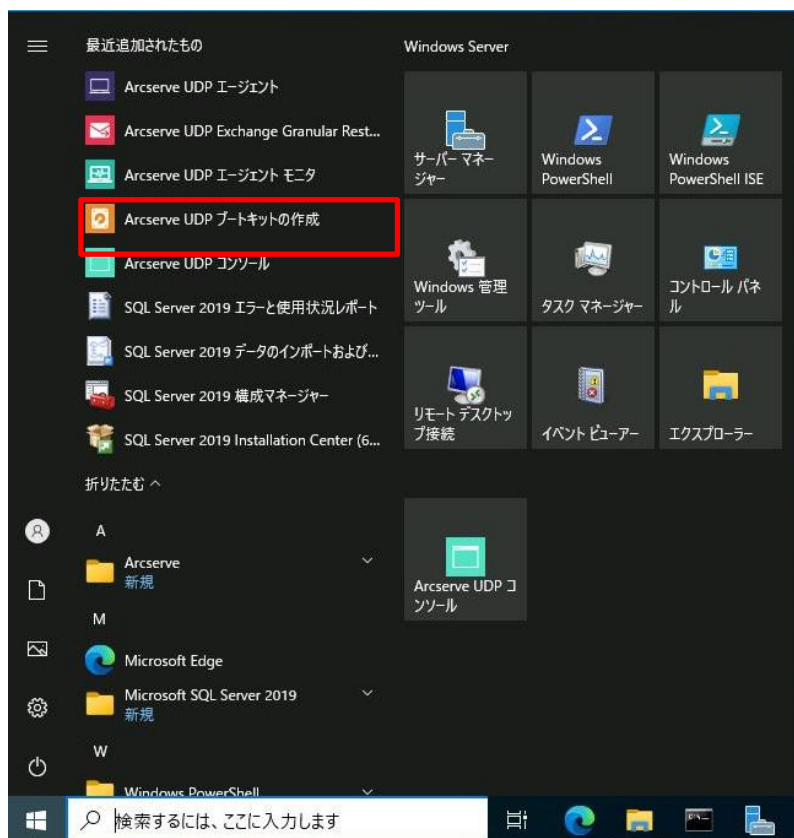 最近追加されたもの
Arcserve UDP エージェント
Arcserve UDP Exchange Granular Rest...
Arcserve UDP エージェント モニタ
Arcserve UDP ブートキットの作成
Arcserve UDP コンソール
SQL Server 2019 エラーと使用状況レポート
SQL Server 2019 データのインポートおよび...
SQL Server 2019 構成マネージャー
SQL Server 2019 Installation Center (6...
折りたたむ
A
Arcserve
新規
M
Microsoft Edge
Microsoft SQL Server 2019
新規
W
Windows PowerShell
Windows Server
サーバー マネー
ジャー
Windows
PowerShell
Windows
PowerShell ISE
Windows 管理
ツール
タスク マネージャー
コントロール パネ
ル
リモート デスクトッ
プ接続
イベント ビューアー
エクスプローラー
Arcserve UDP コ
ンソール
検索するには、ここに入力します